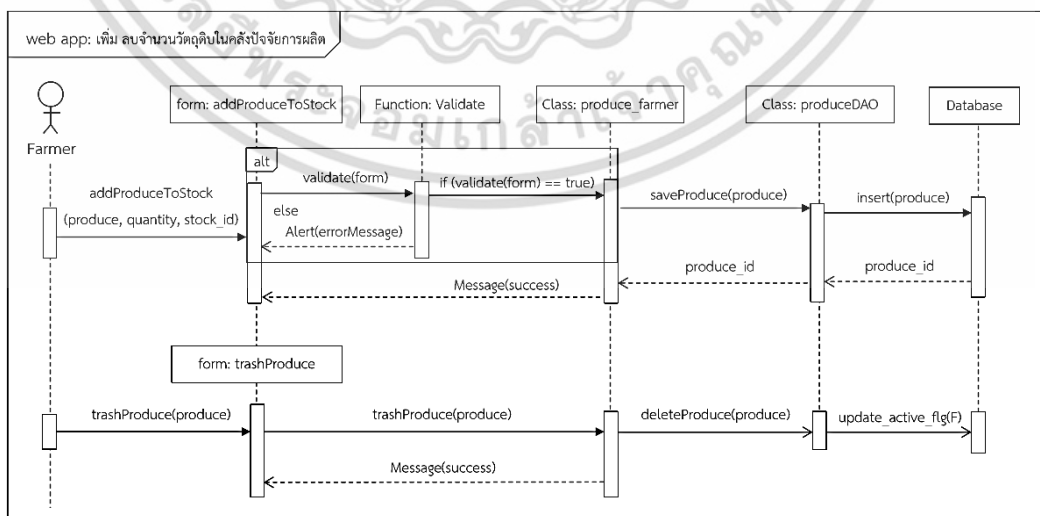 web app: เพิ่ม ลบจำนวนวัตถุดิบในคลังปัจจัยการผลิต
form: addProduceToStock
Function: Validate
Class: produce_farmer
Class: produceDAO
Database
Farmer
alt
validate(form)
if (validate(form) == true)
addProduceToStock
(produce, quantity, stock_id)
saveProduce(produce)
insert(produce)
else
Alert(errorMessage)
produce_id
produce_id
Message(success)
form: trashProduce
trashProduce(produce)
trashProduce(produce)
deleteProduce(produce)
update_active_flg(F)
Message(success)